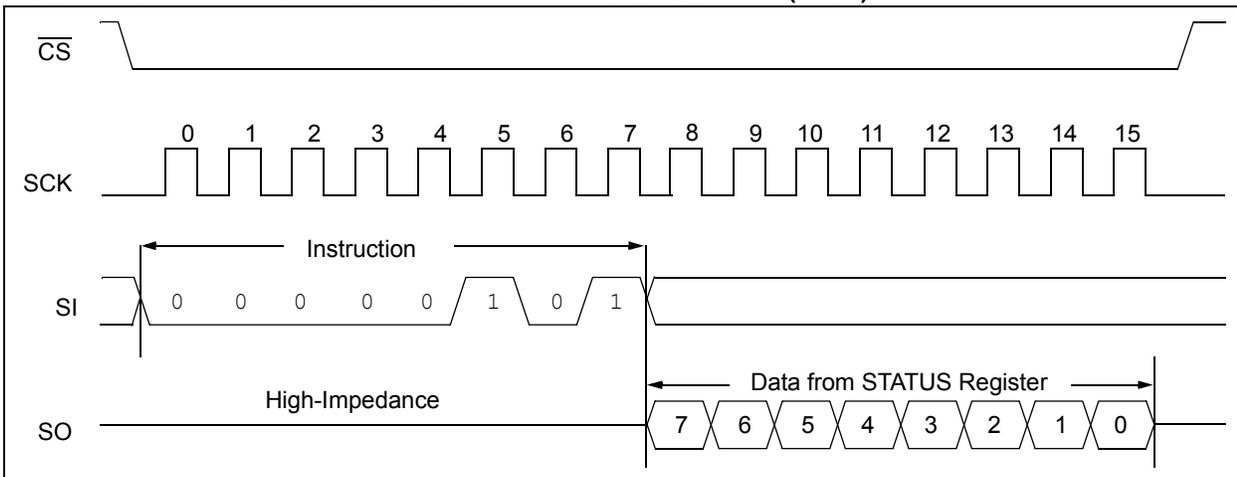 CS
0 1 2 3 4 5 6 7 8 9 10 11 12 13 14 15
SCK
Instruction
SI 0 0 0 0 0 1 0 1
Data from STATUS Register
High-Impedance
SO 7 6 5 4 3 2 1 0